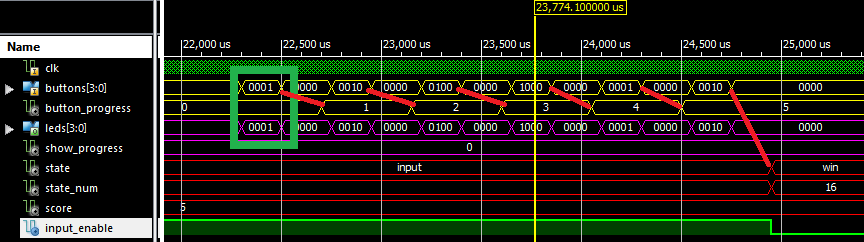 23,774.100000 us
Name
22,000 us 22,500 us 23,000 us 23,500 us 24,000 us 24,500 us 25,000 us
clk
buttons[3:0] 0001 0000 0010 0000 0100 0000 1000 0000 0001 0000 0010 0000
button_progress 0 1 2 3 4 5
leds[3:0] 0001 0000 0010 0000 0100 0000 1000 0000 0001 0000 0010 0000
show_progress 0
state input win
state_num 16
score
input_enable